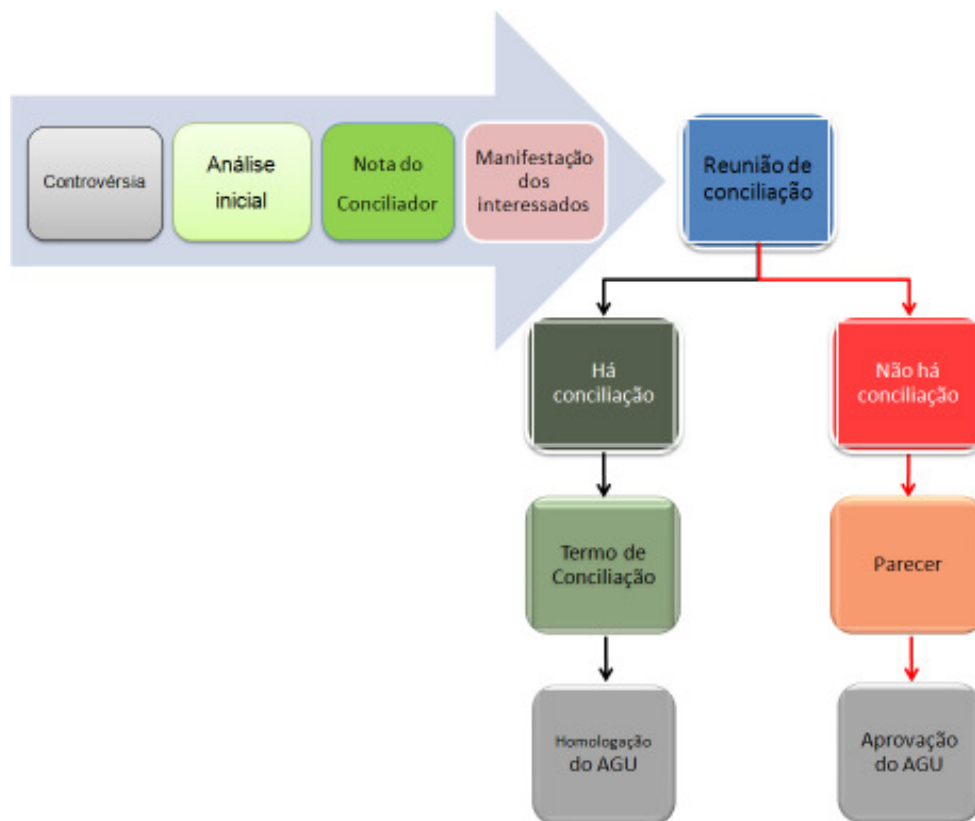 Controvérsia
Análise
inicial
Nota do
Conciliador
Manifestação
dos
interessados
Reunião de
conciliação
Há
conciliação
Não há
conciliação
Termo de
Conciliação
Parecer
Homologação
do AGU
Aprovação
do AGU